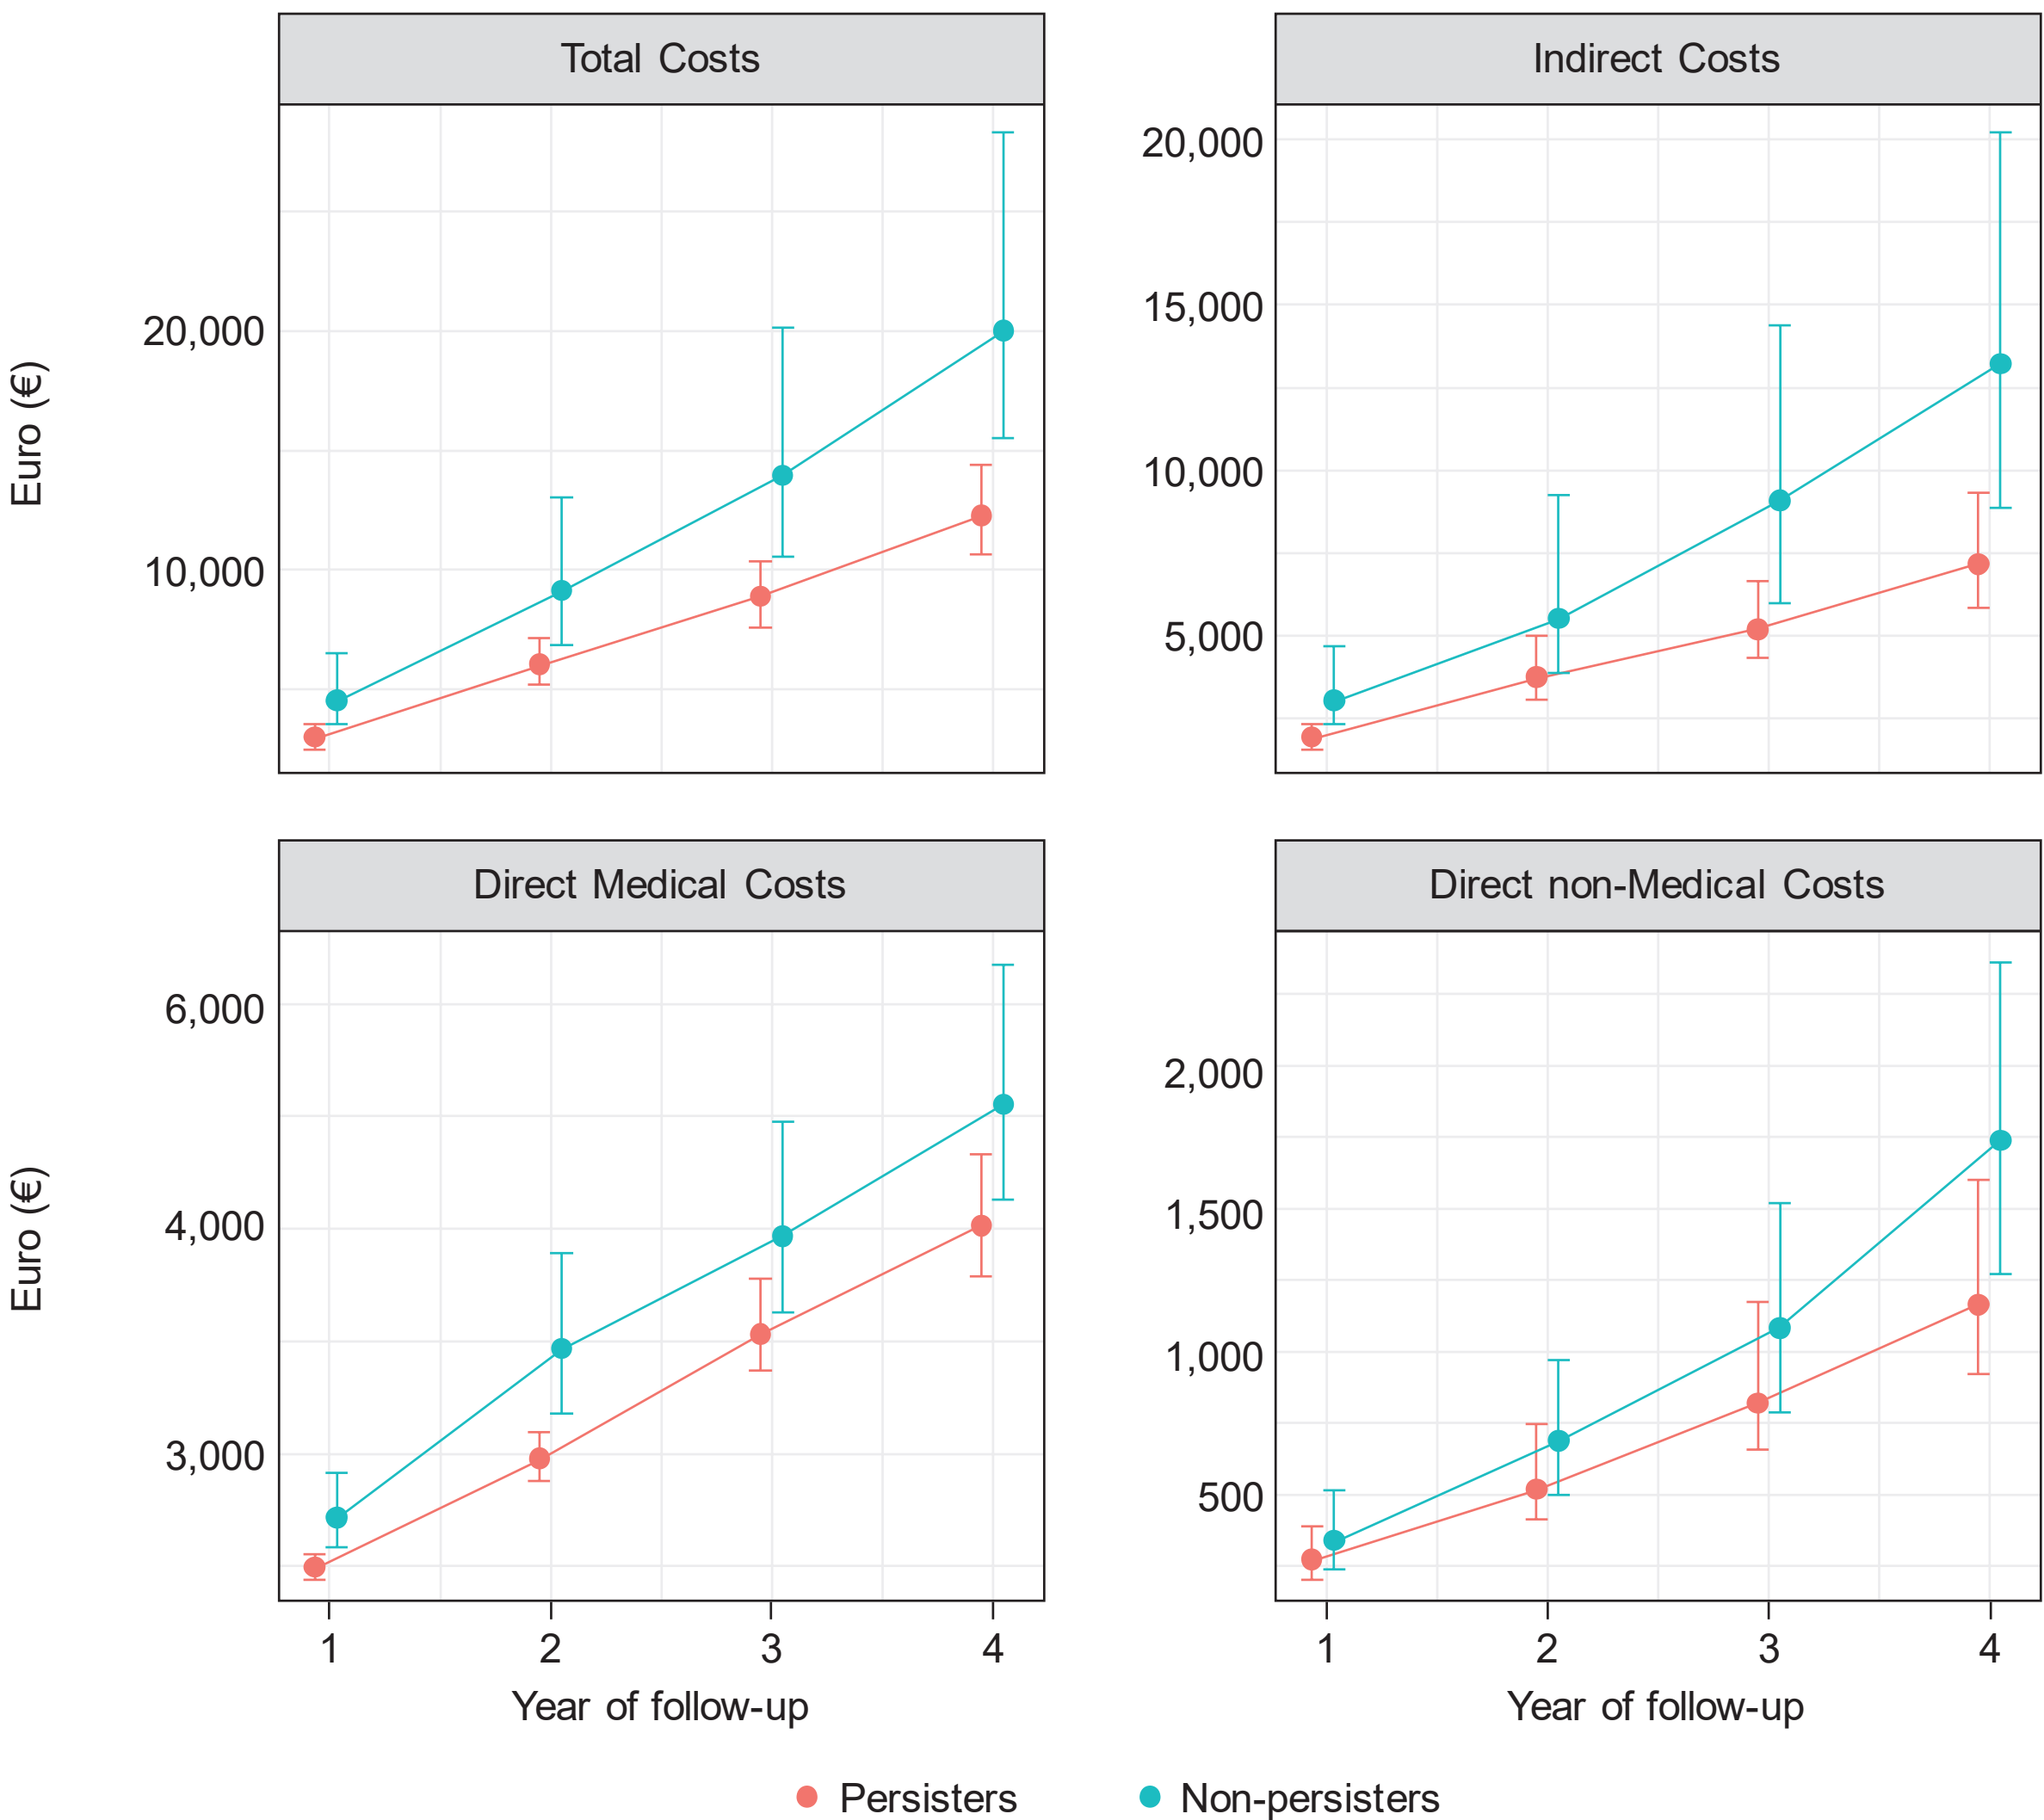 Total Costs
Indirect Costs
Euro (€)
20,000
10,000
20,000
15,000
10,000
5,000
Direct Medical Costs
Direct non-Medical Costs
Euro (€)
6,000
4,000
3,000
2,000
1,500
1,000
500
1 2 3 4
1 2 3 4
Year of follow-up
Year of follow-up
Persisters
Non-persisters